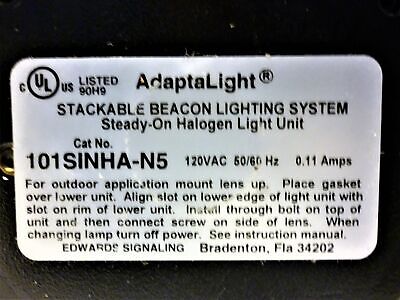 C UL US LISTED 90H9 AdaptaLight®
STACKABLE BEACON LIGHTING SYSTEM
Steady-On Halogen Light Unit
Cat No.
101SINHA-N5 120VAC 50/60 Hz 0.11 Amps
For outdoor application mount lens up. Place gasket
over lower unit. Align slot on lower edge of light unit with
slot on rim of lower unit. Install through bolt on top of
unit and then connect screw on side of lens. When
changing lamp turn off power. See instruction manual.
EDWARDS SIGNALING Bradenton, Fla 34202